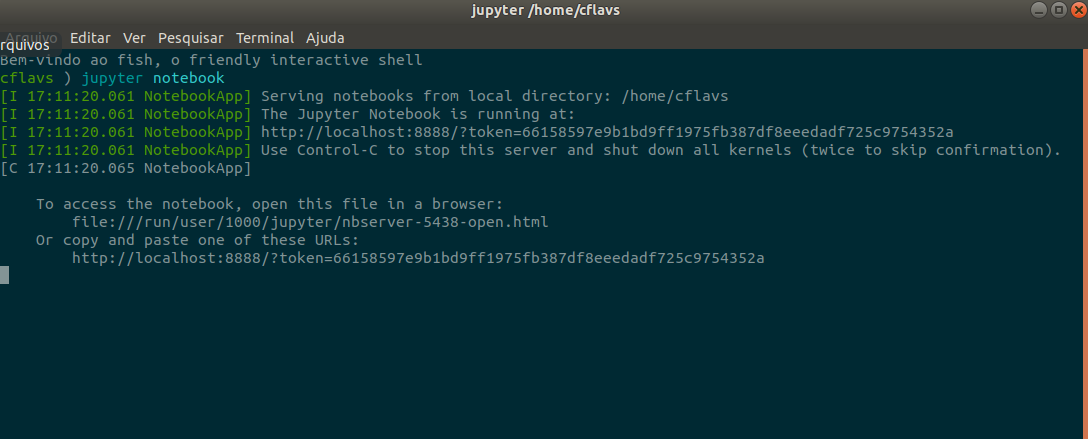 jupyter /home/cflavs
Arquivo Editar Ver Pesquisar Terminal Ajuda
rquivos
Bem-vindo ao fish, o friendly interactive shell
cflavs ) jupyter notebook
[I 17:11:20.061 NotebookApp] Serving notebooks from local directory: /home/cflavs
[I 17:11:20.061 NotebookApp] The Jupyter Notebook is running at:
[I 17:11:20.061 NotebookApp] http://localhost:8888/?token=66158597e9b1bd9ff1975fb387df8eeedadf725c9754352a
[I 17:11:20.061 NotebookApp] Use Control-C to stop this server and shut down all kernels (twice to skip confirmation).
[C 17:11:20.065 NotebookApp]
To access the notebook, open this file in a browser:
file:///run/user/1000/jupyter/nbserver-5438-open.html
Or copy and paste one of these URLs:
http://localhost:8888/?token=66158597e9b1bd9ff1975fb387df8eeedadf725c9754352a